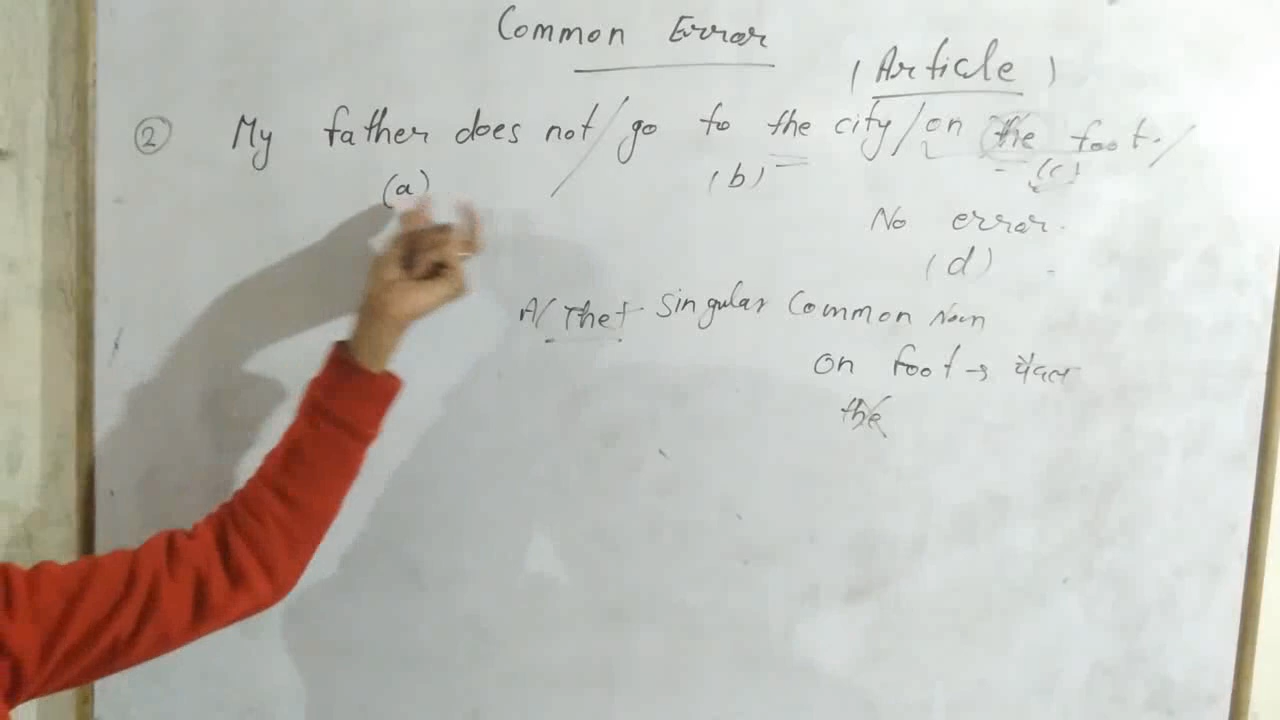 Common Error
( Article )
② My father does not / go to the city / on the foot. /
(a) (b) (c)
No error.
(d)
A/ The + Singular Common Noun
on foot → पैदल
the